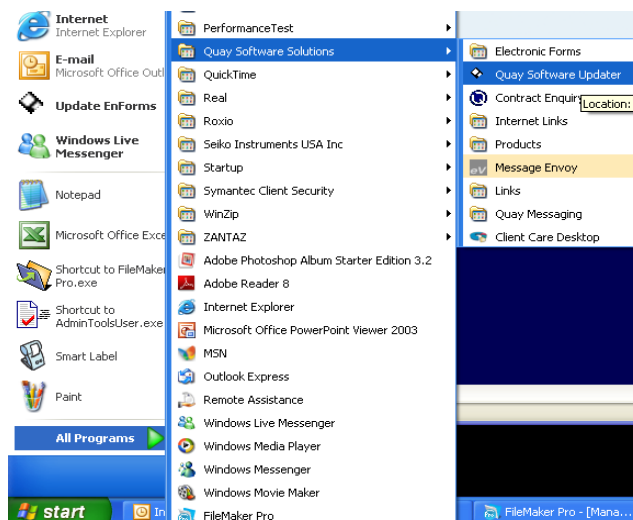 Internet
Internet Explorer
E-mail
Microsoft Office Outl
Update EnForms
Windows Live
Messenger
Notepad
Microsoft Office Exce
Shortcut to FileMaker
Pro.exe
Shortcut to
AdminToolsUser.exe
Smart Label
Paint
All Programs
start
In
PerformanceTest
Quay Software Solutions
QuickTime
Real
Roxio
Seiko Instruments USA Inc
Startup
Symantec Client Security
WinZip
ZANTAZ
Adobe Photoshop Album Starter Edition 3.2
Adobe Reader 8
Internet Explorer
Microsoft Office PowerPoint Viewer 2003
MSN
Outlook Express
Remote Assistance
Windows Live Messenger
Windows Media Player
Windows Messenger
Windows Movie Maker
FileMaker Pro
Electronic Forms
Quay Software Updater
Contract Enquiry
Location:
Internet Links
Products
eV Message Envoy
Links
Quay Messaging
Client Care Desktop
FileMaker Pro - [Mana...